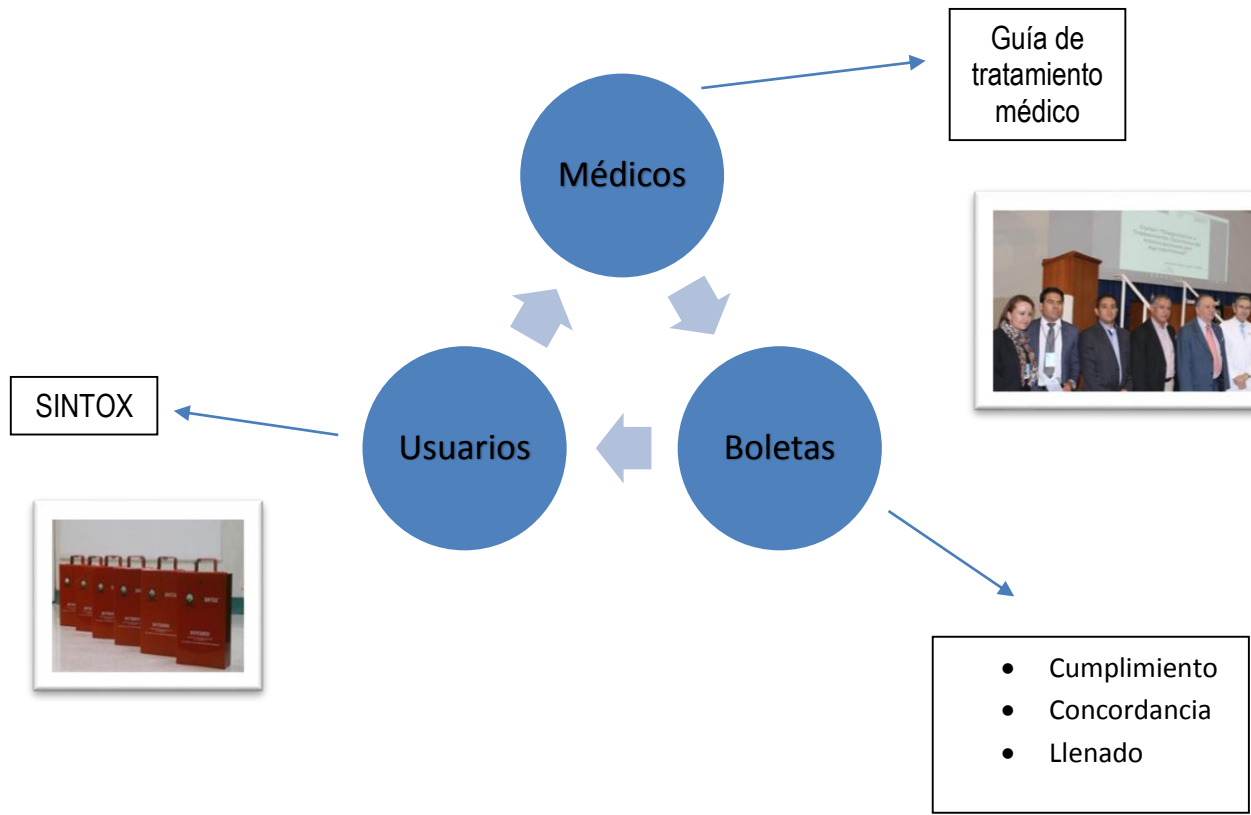 Guía de
tratamiento
médico
Médicos
SINTOX
Usuarios
Boletas
• Cumplimiento
• Concordancia
• Llenado